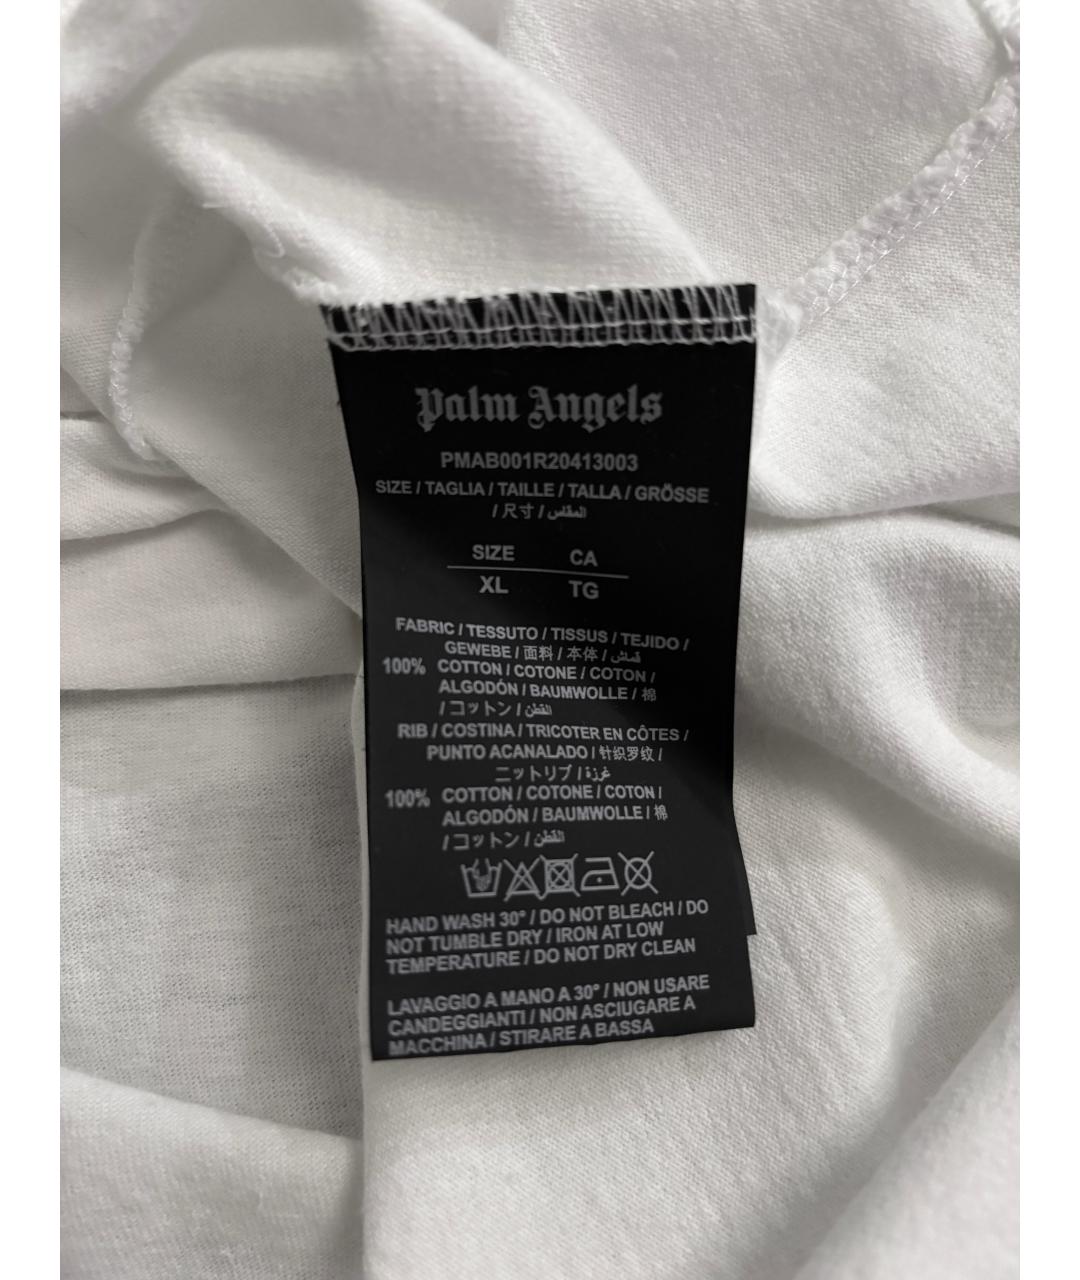 Palm Angels
PMAB001R20413003
SIZE / TAGLIA / TAILLE / TALLA / GRÖSSE
/ 尺寸 / المقاس
SIZE CA
XL TG
FABRIC / TESSUTO / TISSUS / TEJIDO /
GEWEBE / 面料 / 本体 / قماش
100% COTTON / COTONE / COTON /
ALGODÓN / BAUMWOLLE / 棉
/ コットン / القطن
RIB / COSTINA / TRICOTER EN CÔTES /
PUNTO ACANALADO / 针织罗纹 /
ニットリブ / غرزة
100% COTTON / COTONE / COTON /
ALGODÓN / BAUMWOLLE / 棉
/ コットン / القطن
HAND WASH 30° / DO NOT BLEACH / DO
NOT TUMBLE DRY / IRON AT LOW
TEMPERATURE / DO NOT DRY CLEAN
LAVAGGIO A MANO A 30° / NON USARE
CANDEGGIANTI / NON ASCIUGARE A
MACCHINA / STIRARE A BASSA